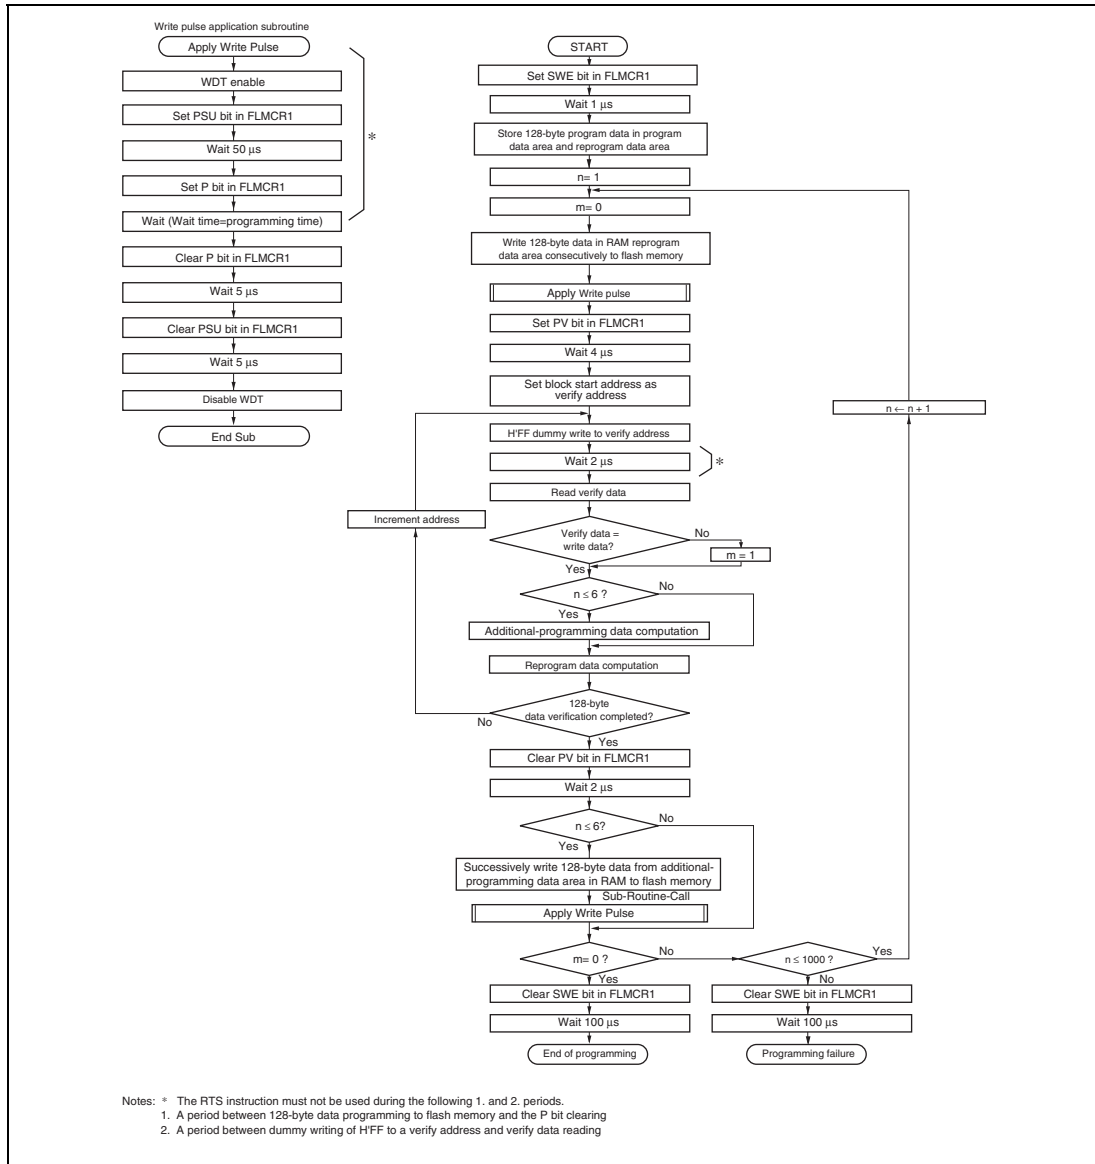 Write pulse application subroutine
Apply Write Pulse
WDT enable
Set PSU bit in FLMCR1
Wait 50 μs
Set P bit in FLMCR1
Wait (Wait time=programming time)
Clear P bit in FLMCR1
Wait 5 μs
Clear PSU bit in FLMCR1
Wait 5 μs
Disable WDT
End Sub
*
START
Set SWE bit in FLMCR1
Wait 1 μs
Store 128-byte program data in program
data area and reprogram data area
n= 1
m= 0
Write 128-byte data in RAM reprogram
data area consecutively to flash memory
Apply Write pulse
Set PV bit in FLMCR1
Wait 4 μs
Set block start address as
verify address
n ← n + 1
H'FF dummy write to verify address
Wait 2 μs
*
Read verify data
Increment address
Verify data =
write data?
No
m = 1
Yes
n ≤ 6 ?
No
Yes
Additional-programming data computation
Reprogram data computation
128-byte
data verification completed?
No
Yes
Clear PV bit in FLMCR1
Wait 2 μs
n ≤ 6?
No
Yes
Successively write 128-byte data from additional-
programming data area in RAM to flash memory
Sub-Routine-Call
Apply Write Pulse
m= 0 ?
No
n ≤ 1000 ?
Yes
Yes
No
Clear SWE bit in FLMCR1
Clear SWE bit in FLMCR1
Wait 100 μs
Wait 100 μs
End of programming
Programming failure
Notes: * The RTS instruction must not be used during the following 1. and 2. periods.
1. A period between 128-byte data programming to flash memory and the P bit clearing
2. A period between dummy writing of H'FF to a verify address and verify data reading